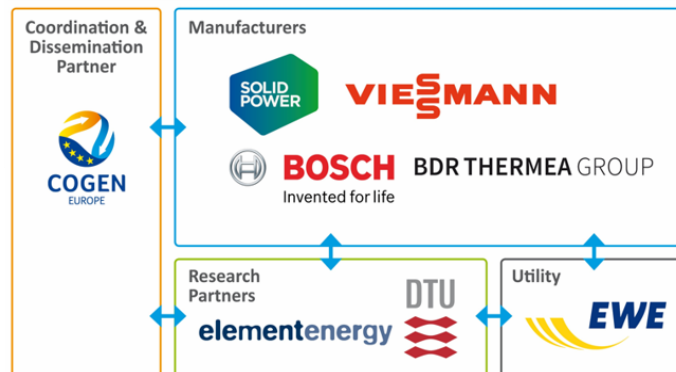 Coordination &
Dissemination
Partner
COGEN
EUROPE
Manufacturers
SOLID
POWER
VIESSMANN
BOSCH
Invented for life
BDR THERMEA GROUP
Research
Partners
elementenergy
DTU
Utility
EWE